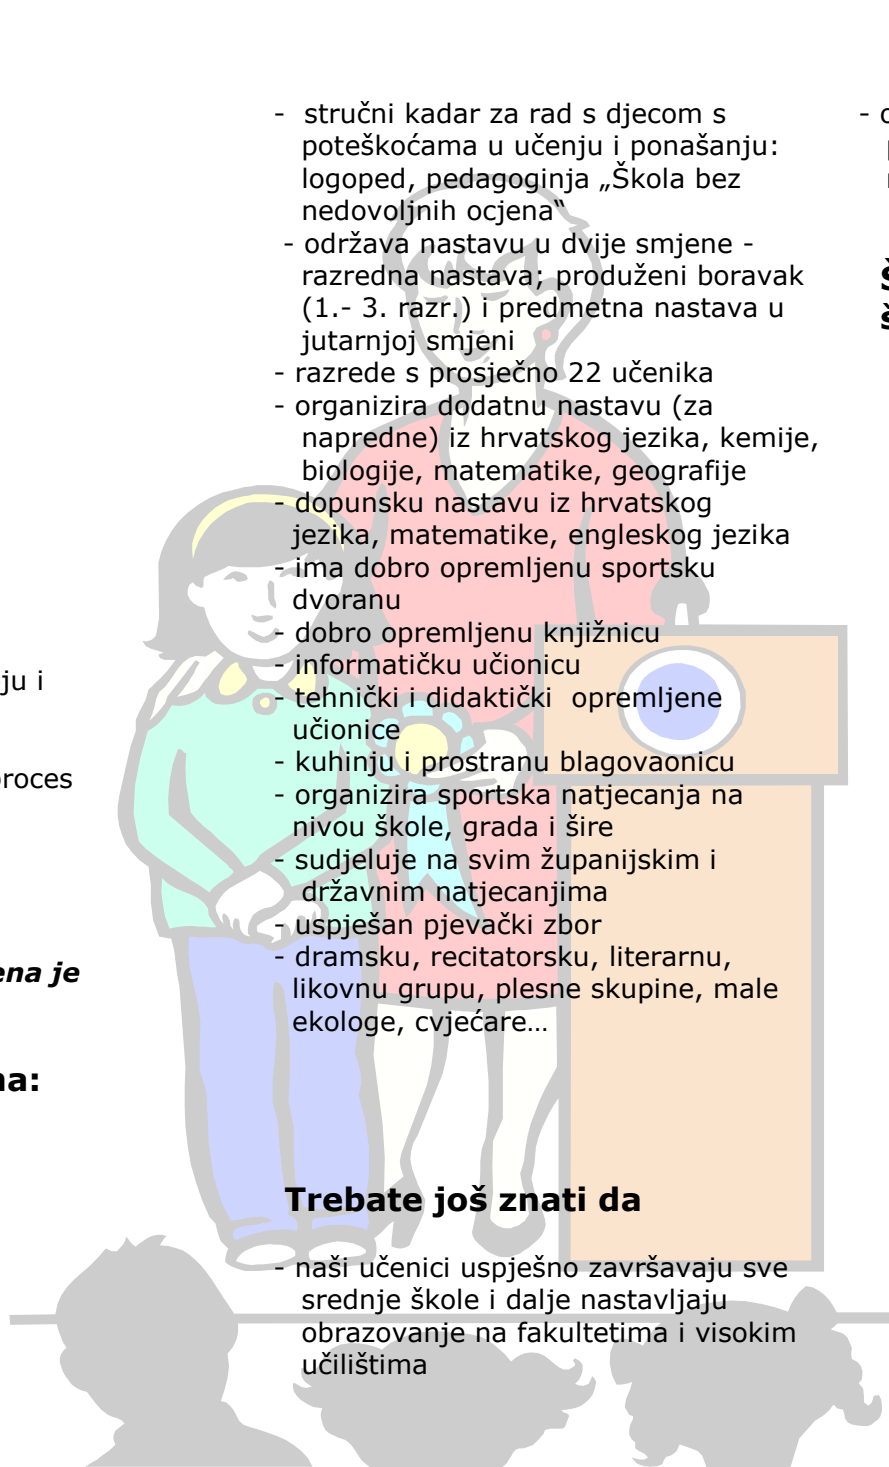 ju i
roces
ena je
na:
- stručni kadar za rad s djecom s
poteškoćama u učenju i ponašanju:
logoped, pedagoginja „Škola bez
nedovoljnih ocjena“
- održava nastavu u dvije smjene -
razredna nastava; produženi boravak
(1.- 3. razr.) i predmetna nastava u
jutarnjoj smjeni
- razrede s prosječno 22 učenika
- organizira dodatnu nastavu (za
napredne) iz hrvatskog jezika, kemije,
biologije, matematike, geografije
- dopunsku nastavu iz hrvatskog
jezika, matematike, engleskog jezika
- ima dobro opremljenu sportsku
dvoranu
- dobro opremljenu knjižnicu
- informatičku učionicu
- tehnički i didaktički  opremljene
učionice
- kuhinju i prostranu blagovaonicu
- organizira sportska natjecanja na
nivou škole, grada i šire
- sudjeluje na svim županijskim i
državnim natjecanjima
- uspješan pjevački zbor
- dramsku, recitatorsku, literarnu,
likovnu grupu, plesne skupine, male
ekologe, cvjećare…
Trebate još znati da
- naši učenici uspješno završavaju sve
srednje škole i dalje nastavljaju
obrazovanje na fakultetima i visokim
učilištima